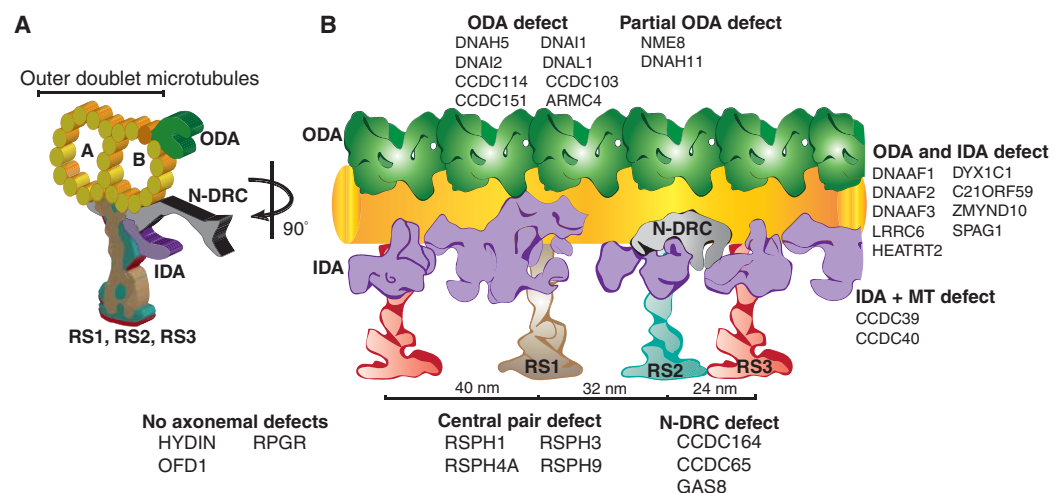 A
B
Outer doublet microtubules
A
B
ODA
N-DRC
90°
IDA
RS1, RS2, RS3
ODA defect
DNAH5 DNAI1
DNAI2 DNAL1
CCDC114 CCDC103
CCDC151 ARMC4
Partial ODA defect
NME8
DNAH11
ODA
N-DRC
IDA
RS1
RS2
RS3
40 nm
32 nm
24 nm
ODA and IDA defect
DNAAF1 DYX1C1
DNAAF2 C21ORF59
DNAAF3 ZMYND10
LRRC6 SPAG1
HEATRT2
IDA + MT defect
CCDC39
CCDC40
No axonemal defects
HYDIN RPGR
OFD1
Central pair defect
RSPH1 RSPH3
RSPH4A RSPH9
N-DRC defect
CCDC164
CCDC65
GAS8